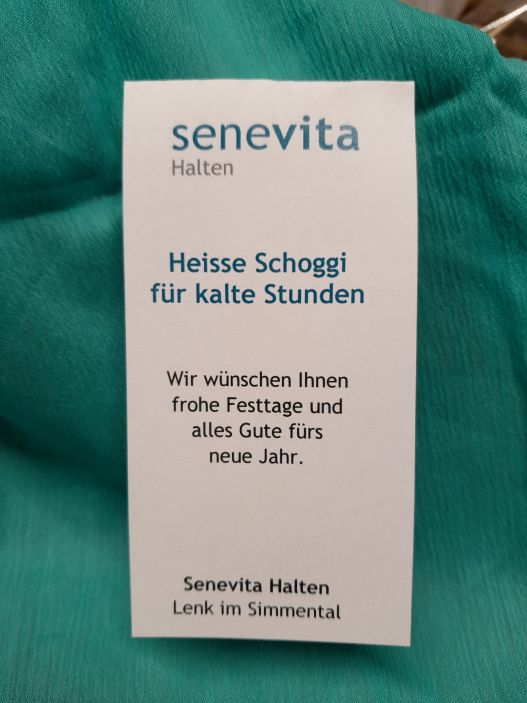 senevita
Halten
Heisse Schoggi
für kalte Stunden
Wir wünschen Ihnen
frohe Festtage und
alles Gute fürs
neue Jahr.
Senevita Halten
Lenk im Simmental